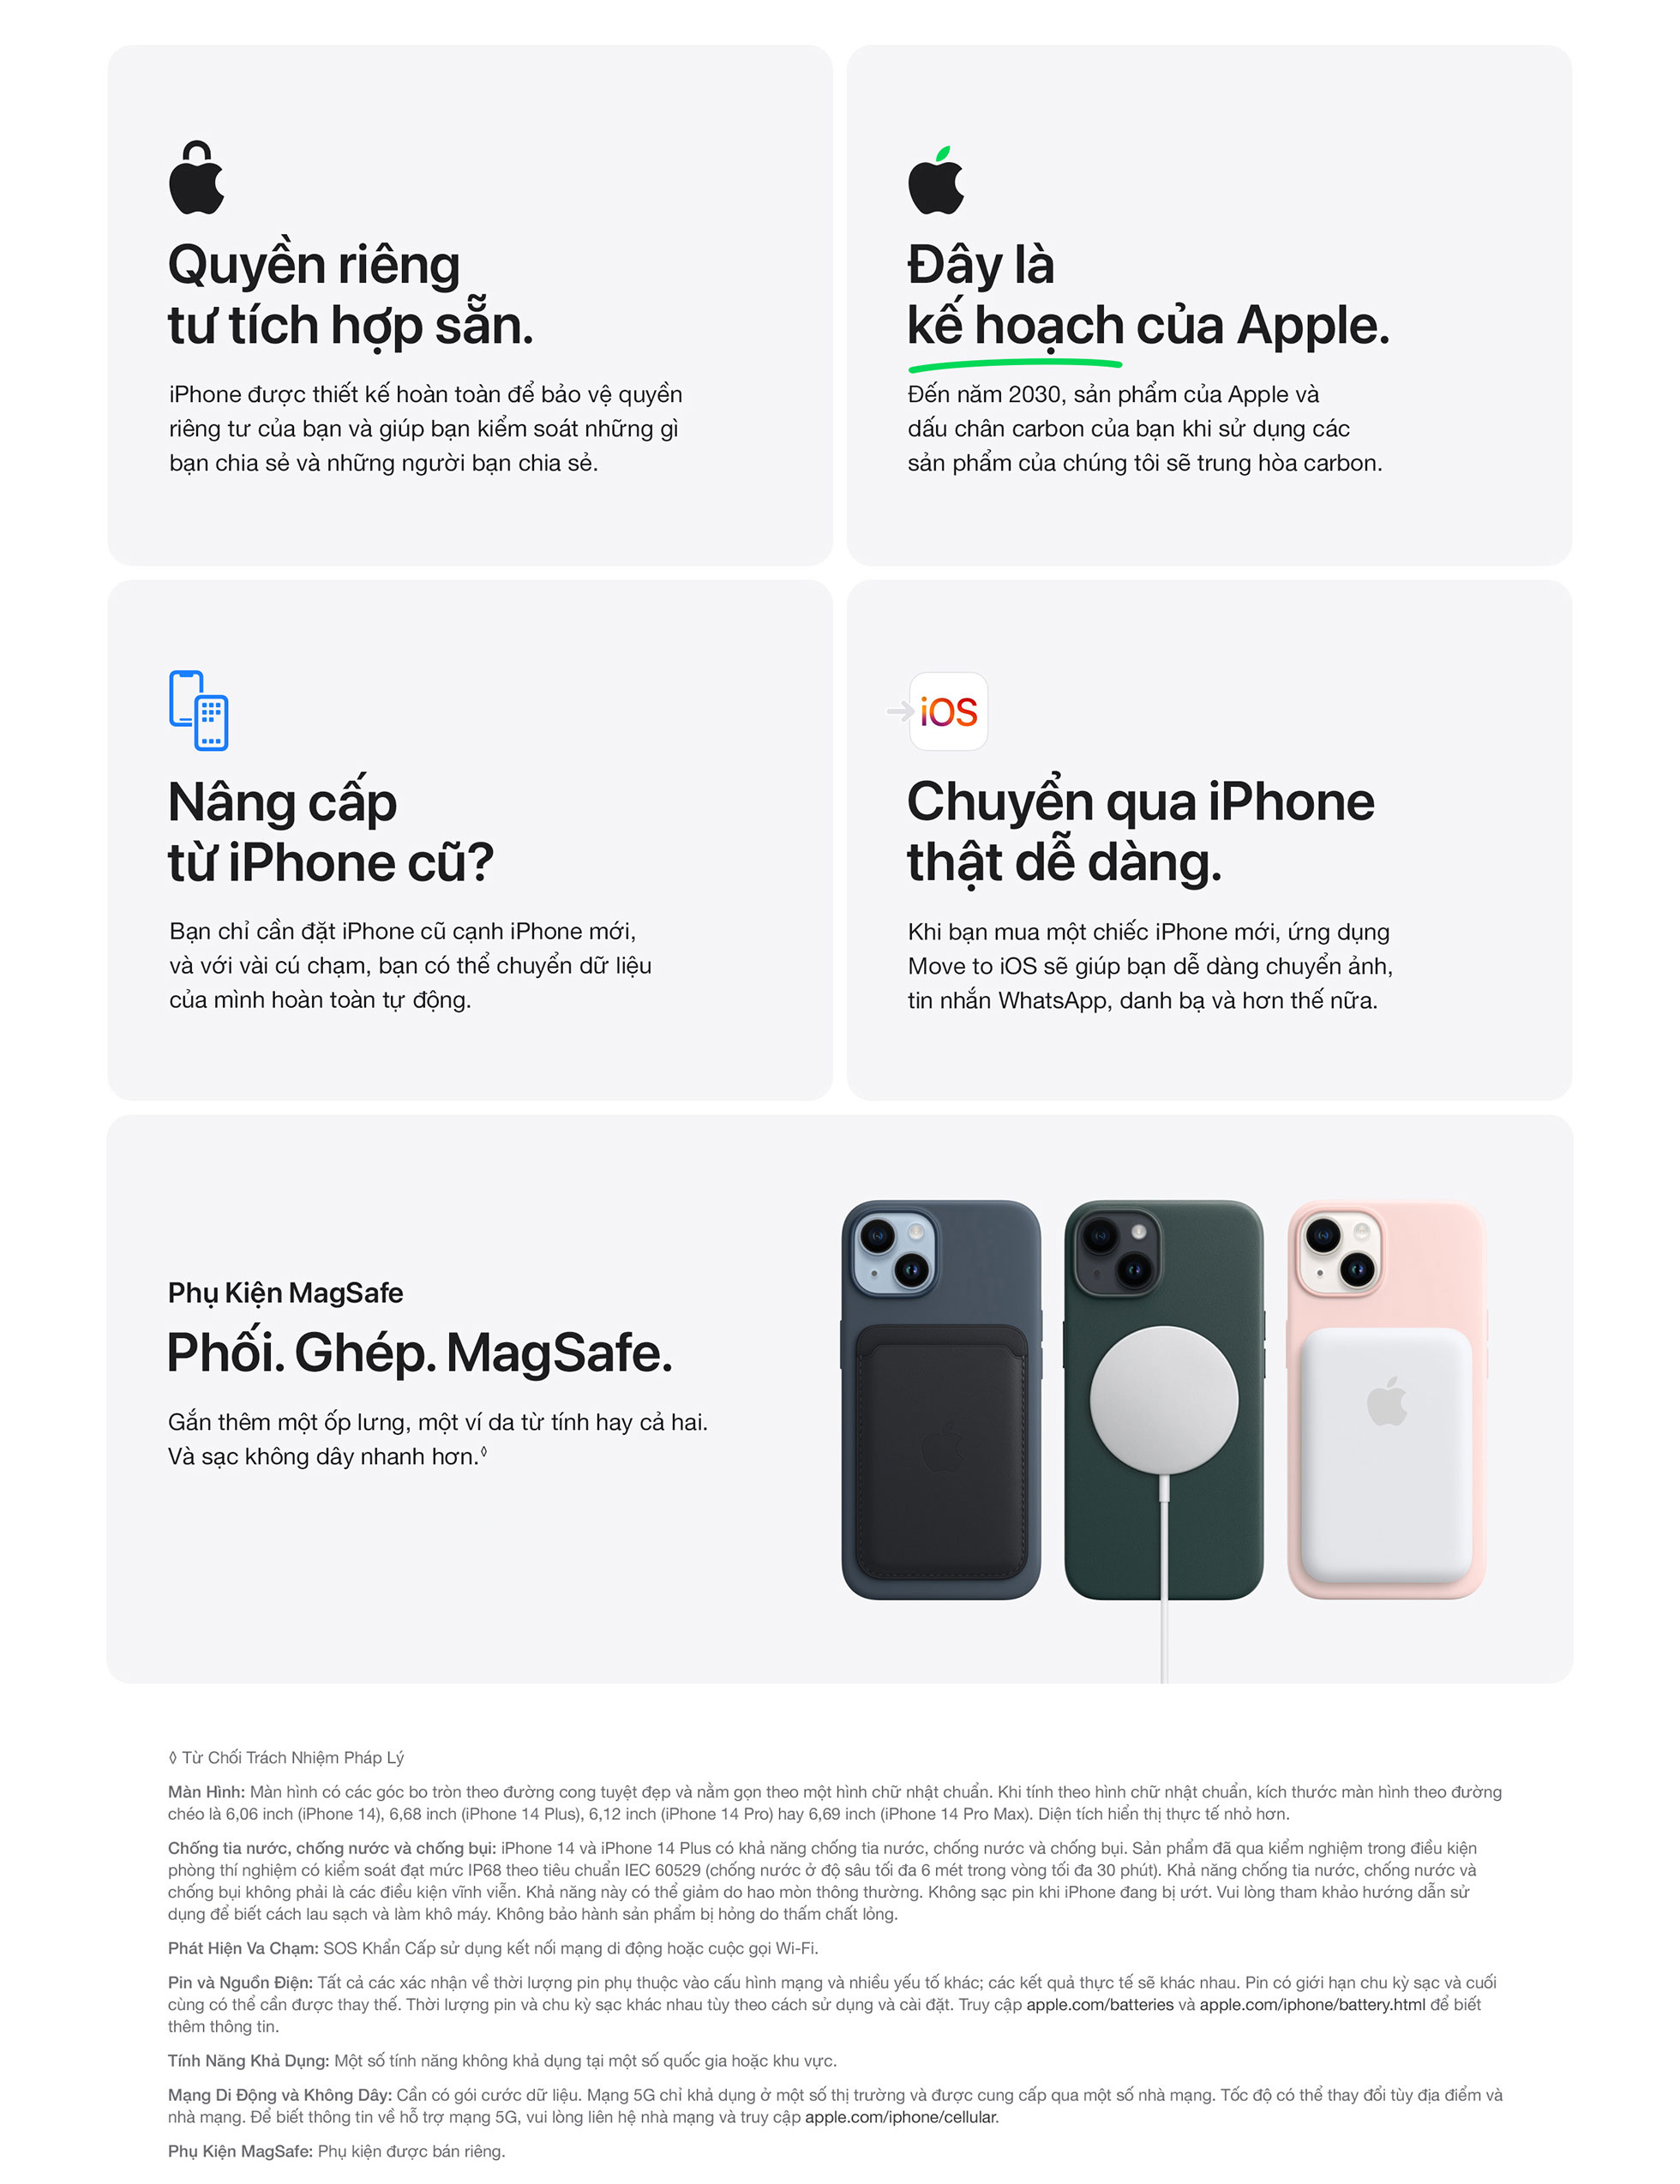 Quyền riêng
tư tích hợp sẵn.
iPhone được thiết kế hoàn toàn để bảo vệ quyền
riêng tư của bạn và giúp bạn kiểm soát những gì
bạn chia sẻ và những người bạn chia sẻ.
Đây là
kế hoạch của Apple.
Đến năm 2030, sản phẩm của Apple và
dấu chân carbon của bạn khi sử dụng các
sản phẩm của chúng tôi sẽ trung hòa carbon.
Nâng cấp
từ iPhone cũ?
Bạn chỉ cần đặt iPhone cũ cạnh iPhone mới,
và với vài cú chạm, bạn có thể chuyển dữ liệu
của mình hoàn toàn tự động.
iOS
Chuyển qua iPhone
thật dễ dàng.
Khi bạn mua một chiếc iPhone mới, ứng dụng
Move to iOS sẽ giúp bạn dễ dàng chuyển ảnh,
tin nhắn WhatsApp, danh bạ và hơn thế nữa.
Phụ Kiện MagSafe
Phối. Ghép. MagSafe.
Gắn thêm một ốp lưng, một ví da từ tính hay cả hai.
Và sạc không dây nhanh hơn.◊
◊ Từ Chối Trách Nhiệm Pháp Lý
Màn Hình: Màn hình có các góc bo tròn theo đường cong tuyệt đẹp và nằm gọn theo một hình chữ nhật chuẩn. Khi tính theo hình chữ nhật chuẩn, kích thước màn hình theo đường
chéo là 6,06 inch (iPhone 14), 6,68 inch (iPhone 14 Plus), 6,12 inch (iPhone 14 Pro) hay 6,69 inch (iPhone 14 Pro Max). Diện tích hiển thị thực tế nhỏ hơn.
Chống tia nước, chống nước và chống bụi: iPhone 14 và iPhone 14 Plus có khả năng chống tia nước, chống nước và chống bụi. Sản phẩm đã qua kiểm nghiệm trong điều kiện
phòng thí nghiệm có kiểm soát đạt mức IP68 theo tiêu chuẩn IEC 60529 (chống nước ở độ sâu tối đa 6 mét trong vòng tối đa 30 phút). Khả năng chống tia nước, chống nước và
chống bụi không phải là các điều kiện vĩnh viễn. Khả năng này có thể giảm do hao mòn thông thường. Không sạc pin khi iPhone đang bị ướt. Vui lòng tham khảo hướng dẫn sử
dụng để biết cách lau sạch và làm khô máy. Không bảo hành sản phẩm bị hỏng do thấm chất lỏng.
Phát Hiện Va Chạm: SOS Khẩn Cấp sử dụng kết nối mạng di động hoặc cuộc gọi Wi-Fi.
Pin và Nguồn Điện: Tất cả các xác nhận về thời lượng pin phụ thuộc vào cấu hình mạng và nhiều yếu tố khác; các kết quả thực tế sẽ khác nhau. Pin có giới hạn chu kỳ sạc và cuối
cùng có thể cần được thay thế. Thời lượng pin và chu kỳ sạc khác nhau tùy theo cách sử dụng và cài đặt. Truy cập apple.com/batteries và apple.com/iphone/battery.html để biết
thêm thông tin.
Tính Năng Khả Dụng: Một số tính năng không khả dụng tại một số quốc gia hoặc khu vực.
Mạng Di Động và Không Dây: Cần có gói cước dữ liệu. Mạng 5G chỉ khả dụng ở một số thị trường và được cung cấp qua một số nhà mạng. Tốc độ có thể thay đổi tùy địa điểm và
nhà mạng. Để biết thông tin về hỗ trợ mạng 5G, vui lòng liên hệ nhà mạng và truy cập apple.com/iphone/cellular.
Phụ Kiện MagSafe: Phụ kiện được bán riêng.